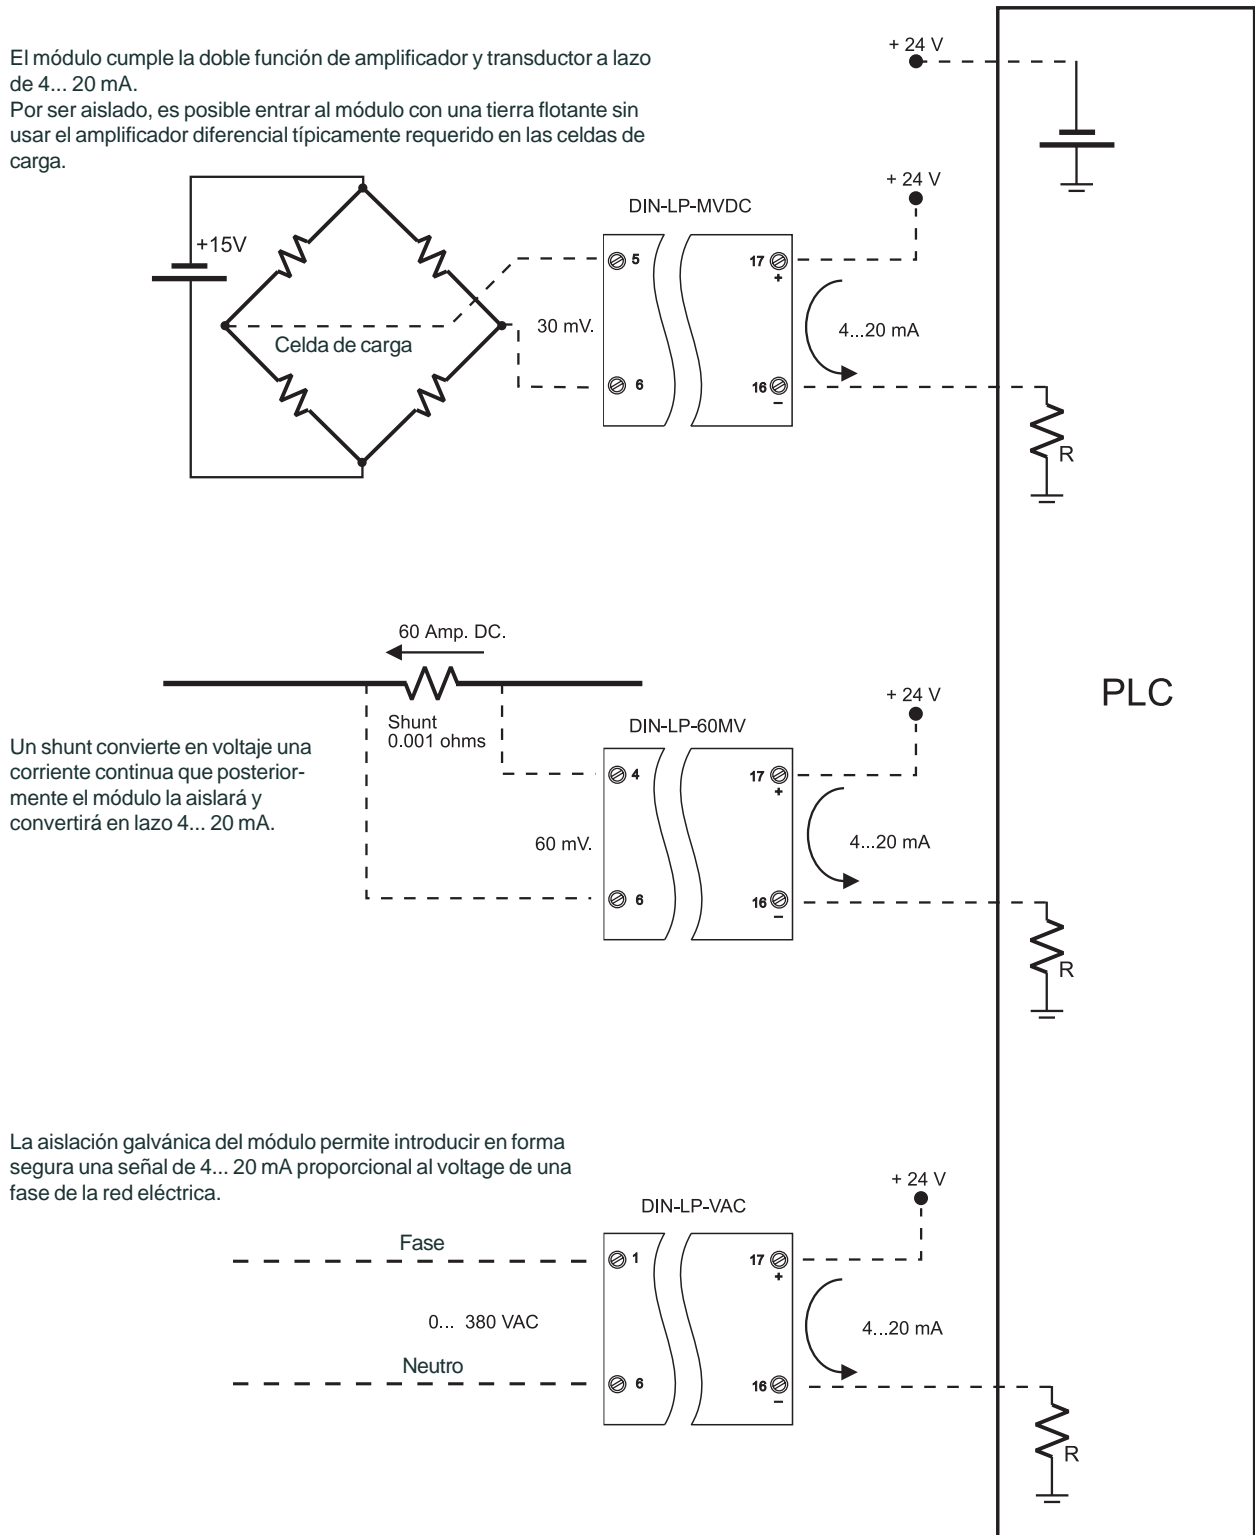 + 24 V
El módulo cumple la doble función de amplificador y transductor a lazo
de 4... 20 mA.
Por ser aislado, es posible entrar al módulo con una tierra flotante sin
usar el amplificador diferencial típicamente requerido en las celdas de
carga.
+ 24 V
DIN-LP-MVDC
+15V
5
17
+
30 mV.
4...20 mA
Celda de carga
6
16
–
R
60 Amp. DC.
PLC
+ 24 V
Shunt
0.001 ohms
DIN-LP-60MV
Un shunt convierte en voltaje una
corriente continua que posterior-
mente el módulo la aislará y
convertirá en lazo 4... 20 mA.
4
17
+
60 mV.
4...20 mA
6
16
–
R
La aislación galvánica del módulo permite introducir en forma
segura una señal de 4... 20 mA proporcional al voltage de una
fase de la red eléctrica.
+ 24 V
DIN-LP-VAC
Fase
1
17
+
0... 380 VAC
4...20 mA
Neutro
6
16
–
R